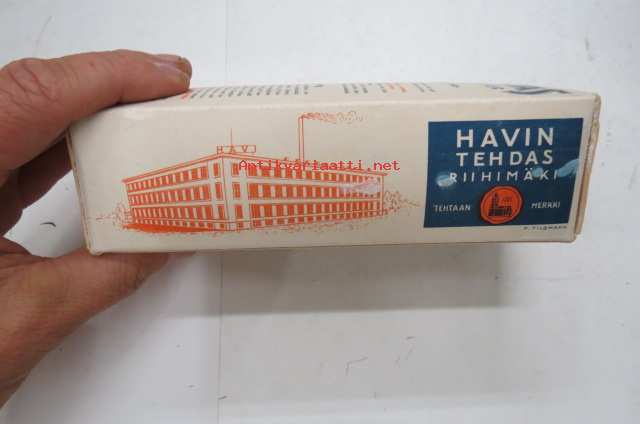 HAVI
Antikvariaatti.net
HAVIN
TEHDAS
RIIHIMÄKI
TEHTAAN MERKKI